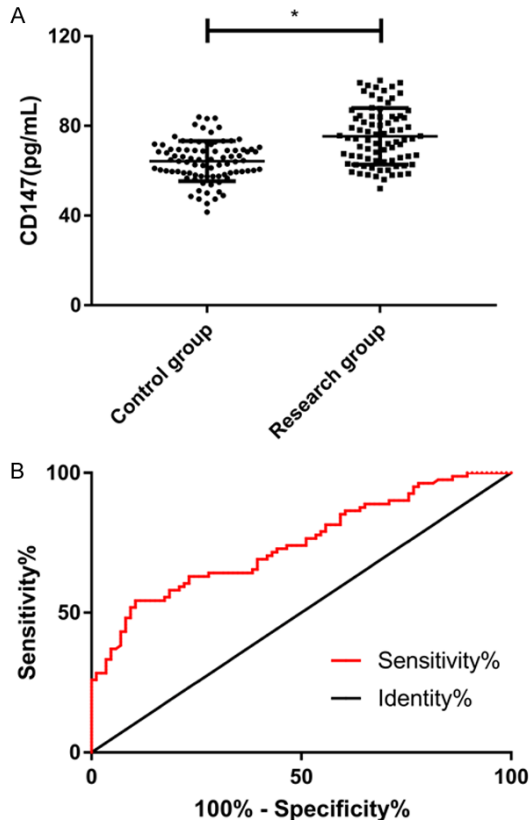 A
*
120
80
40
0
CD147(pg/mL)
Control group
Research group
B
100
50
0
Sensitivity%
Sensitivity%
Identity%
0
50
100
100% - Specificity%